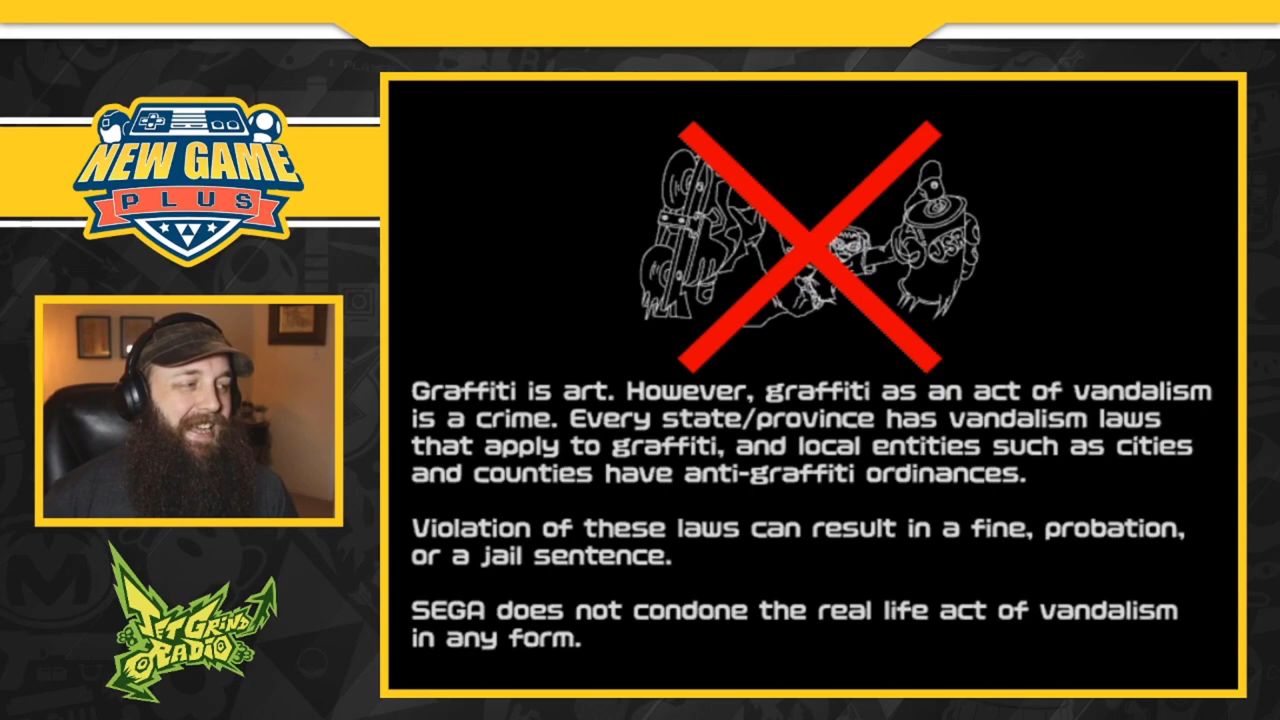 NEW GAME
PLUS
JET GRIND
RADIO
JSR
Graffiti is art. However, graffiti as an act of vandalism
is a crime. Every state/province has vandalism laws
that apply to graffiti, and local entities such as cities
and counties have anti-graffiti ordinances.
Violation of these laws can result in a fine, probation,
or a jail sentence.
SEGA does not condone the real life act of vandalism
in any form.